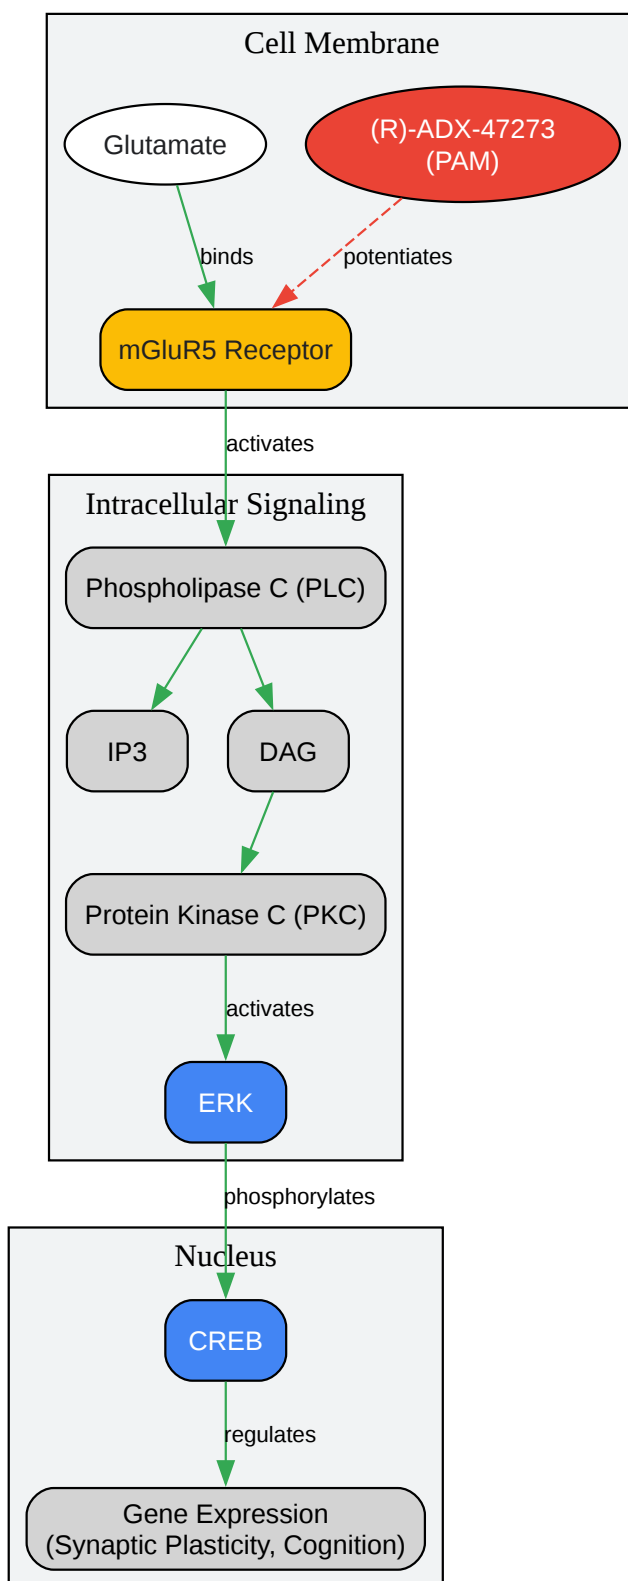 Cell Membrane
Glutamate
(R)-ADX-47273
(PAM)
binds
potentiates
mGluR5 Receptor
activates
Intracellular Signaling
Phospholipase C (PLC)
IP3
DAG
Protein Kinase C (PKC)
activates
ERK
phosphorylates
Nucleus
CREB
regulates
Gene Expression
(Synaptic Plasticity, Cognition)